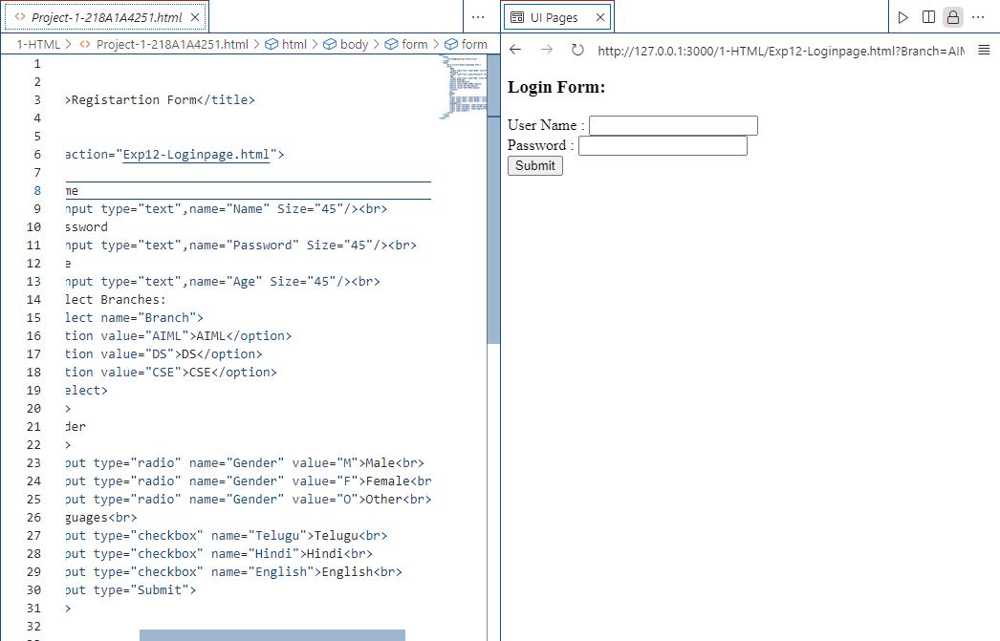 Project-1-218A1A4251.html
UI Pages
1-HTML > Project-1-218A1A4251.html > html > body > form > form
http://127.0.0.1:3000/1-HTML/Exp12-Loginpage.html?Branch=AIM
1
2
3 >Registartion Form</title>
4
5
6 action="Exp12-Loginpage.html">
7
8 me
9 nput type="text",name="Name" Size="45"/><br>
10 ssword
11 nput type="text",name="Password" Size="45"/><br>
12 e
13 nput type="text",name="Age" Size="45"/><br>
14 lect Branches:
15 lect name="Branch">
16 tion value="AIML">AIML</option>
17 tion value="DS">DS</option>
18 tion value="CSE">CSE</option>
19 elect>
20 >
21 der
22 >
23 put type="radio" name="Gender" value="M">Male<br>
24 put type="radio" name="Gender" value="F">Female<br
25 put type="radio" name="Gender" value="O">Other<br>
26 guages<br>
27 put type="checkbox" name="Telugu">Telugu<br>
28 put type="checkbox" name="Hindi">Hindi<br>
29 put type="checkbox" name="English">English<br>
30 put type="Submit">
31 >
32
Login Form:
User Name :
Password :
Submit